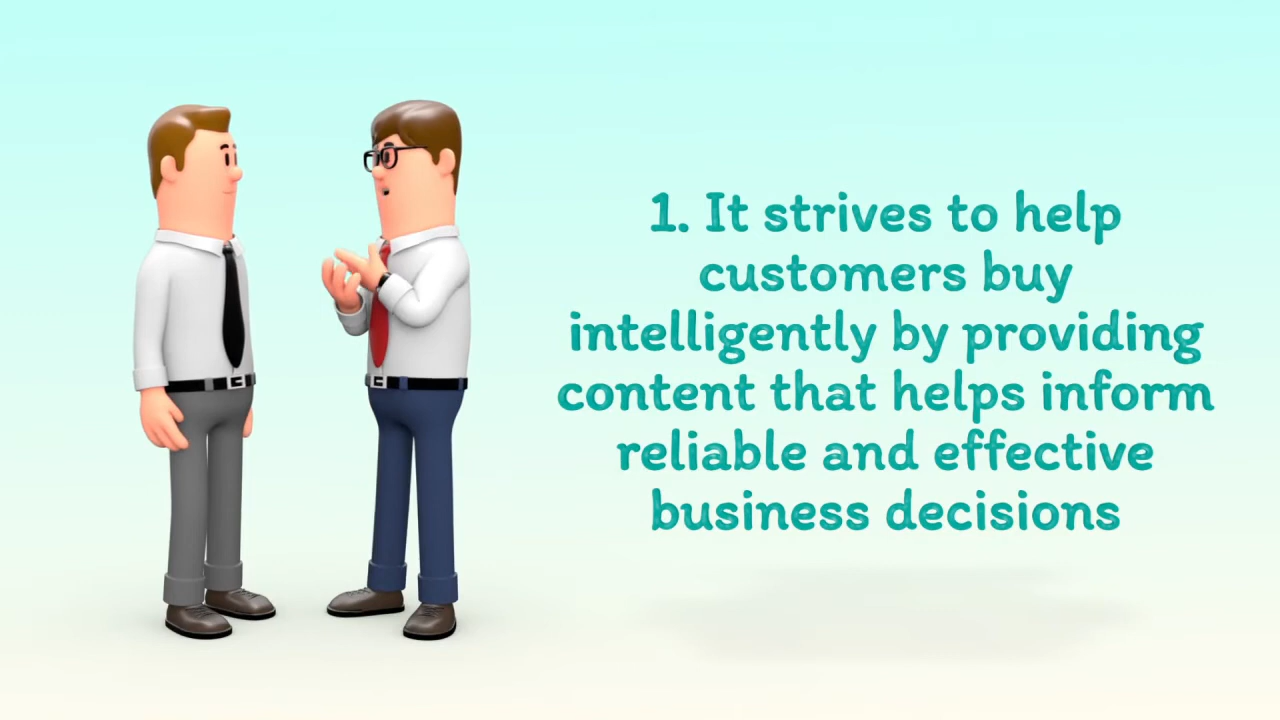 1. It strives to help
customers buy
intelligently by providing
content that helps inform
reliable and effective
business decisions